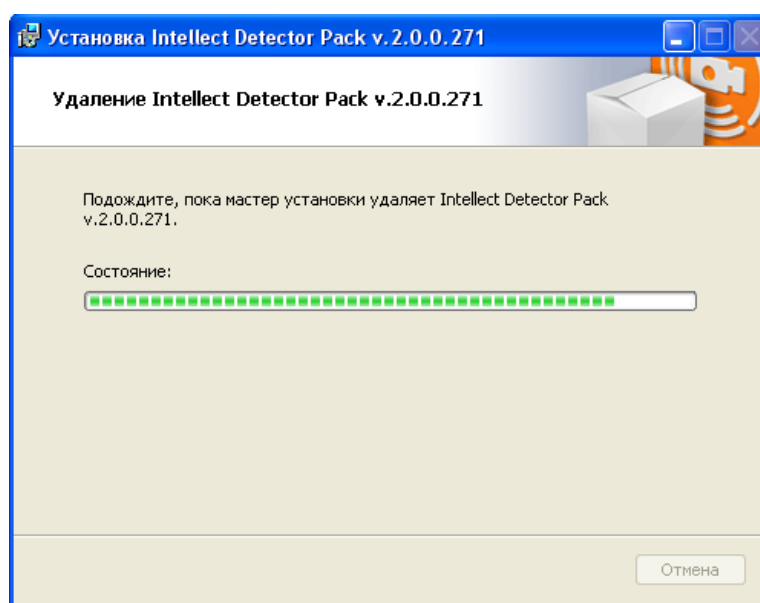 Установка Intellect Detector Pack v.2.0.0.271
Удаление Intellect Detector Pack v.2.0.0.271
Подождите, пока мастер установки удаляет Intellect Detector Pack
v.2.0.0.271.
Состояние:
Отмена